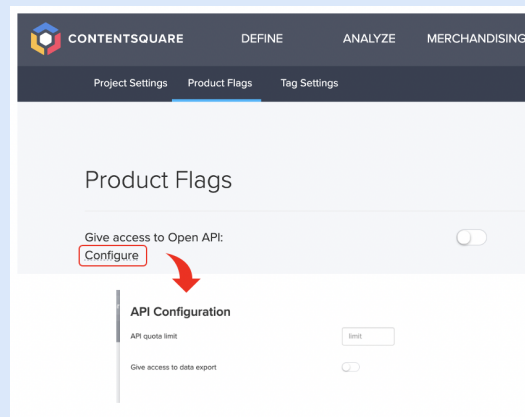 CONTENTSQUARE DEFINE ANALYZE MERCHANDISING
Project Settings Product Flags Tag Settings
Product Flags
Give access to Open API:
Configure
API Configuration
API quota limit limit
Give access to data export